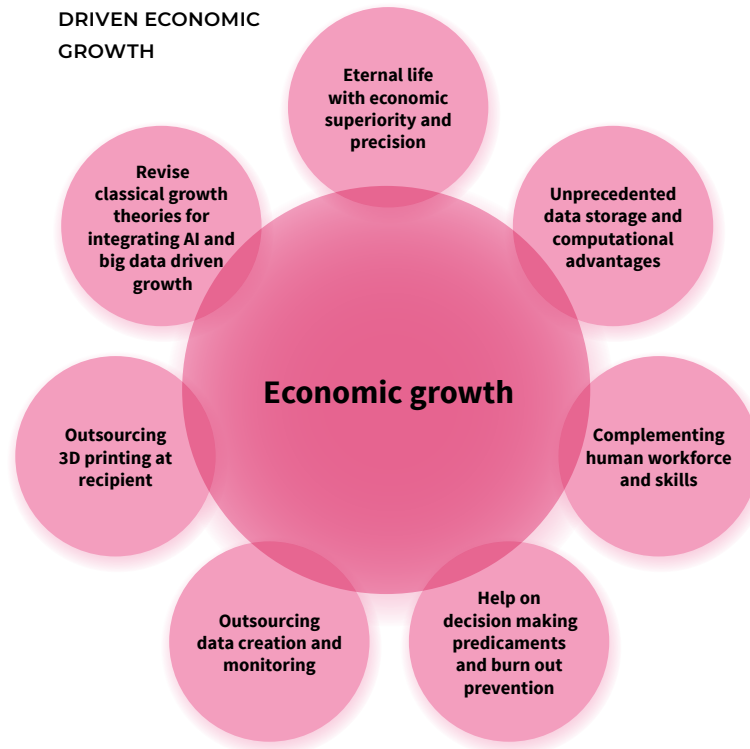 DRIVEN ECONOMIC
GROWTH
Eternal life
with economic
superiority and
precision
Unprecedented
data storage and
computational
advantages
Complementing
human workforce
and skills
Help on
decision making
predicaments
and burn out
prevention
Outsourcing
data creation and
monitoring
Outsourcing
3D printing at
recipient
Revise
classical growth
theories for
integrating AI and
big data driven
growth
Economic growth